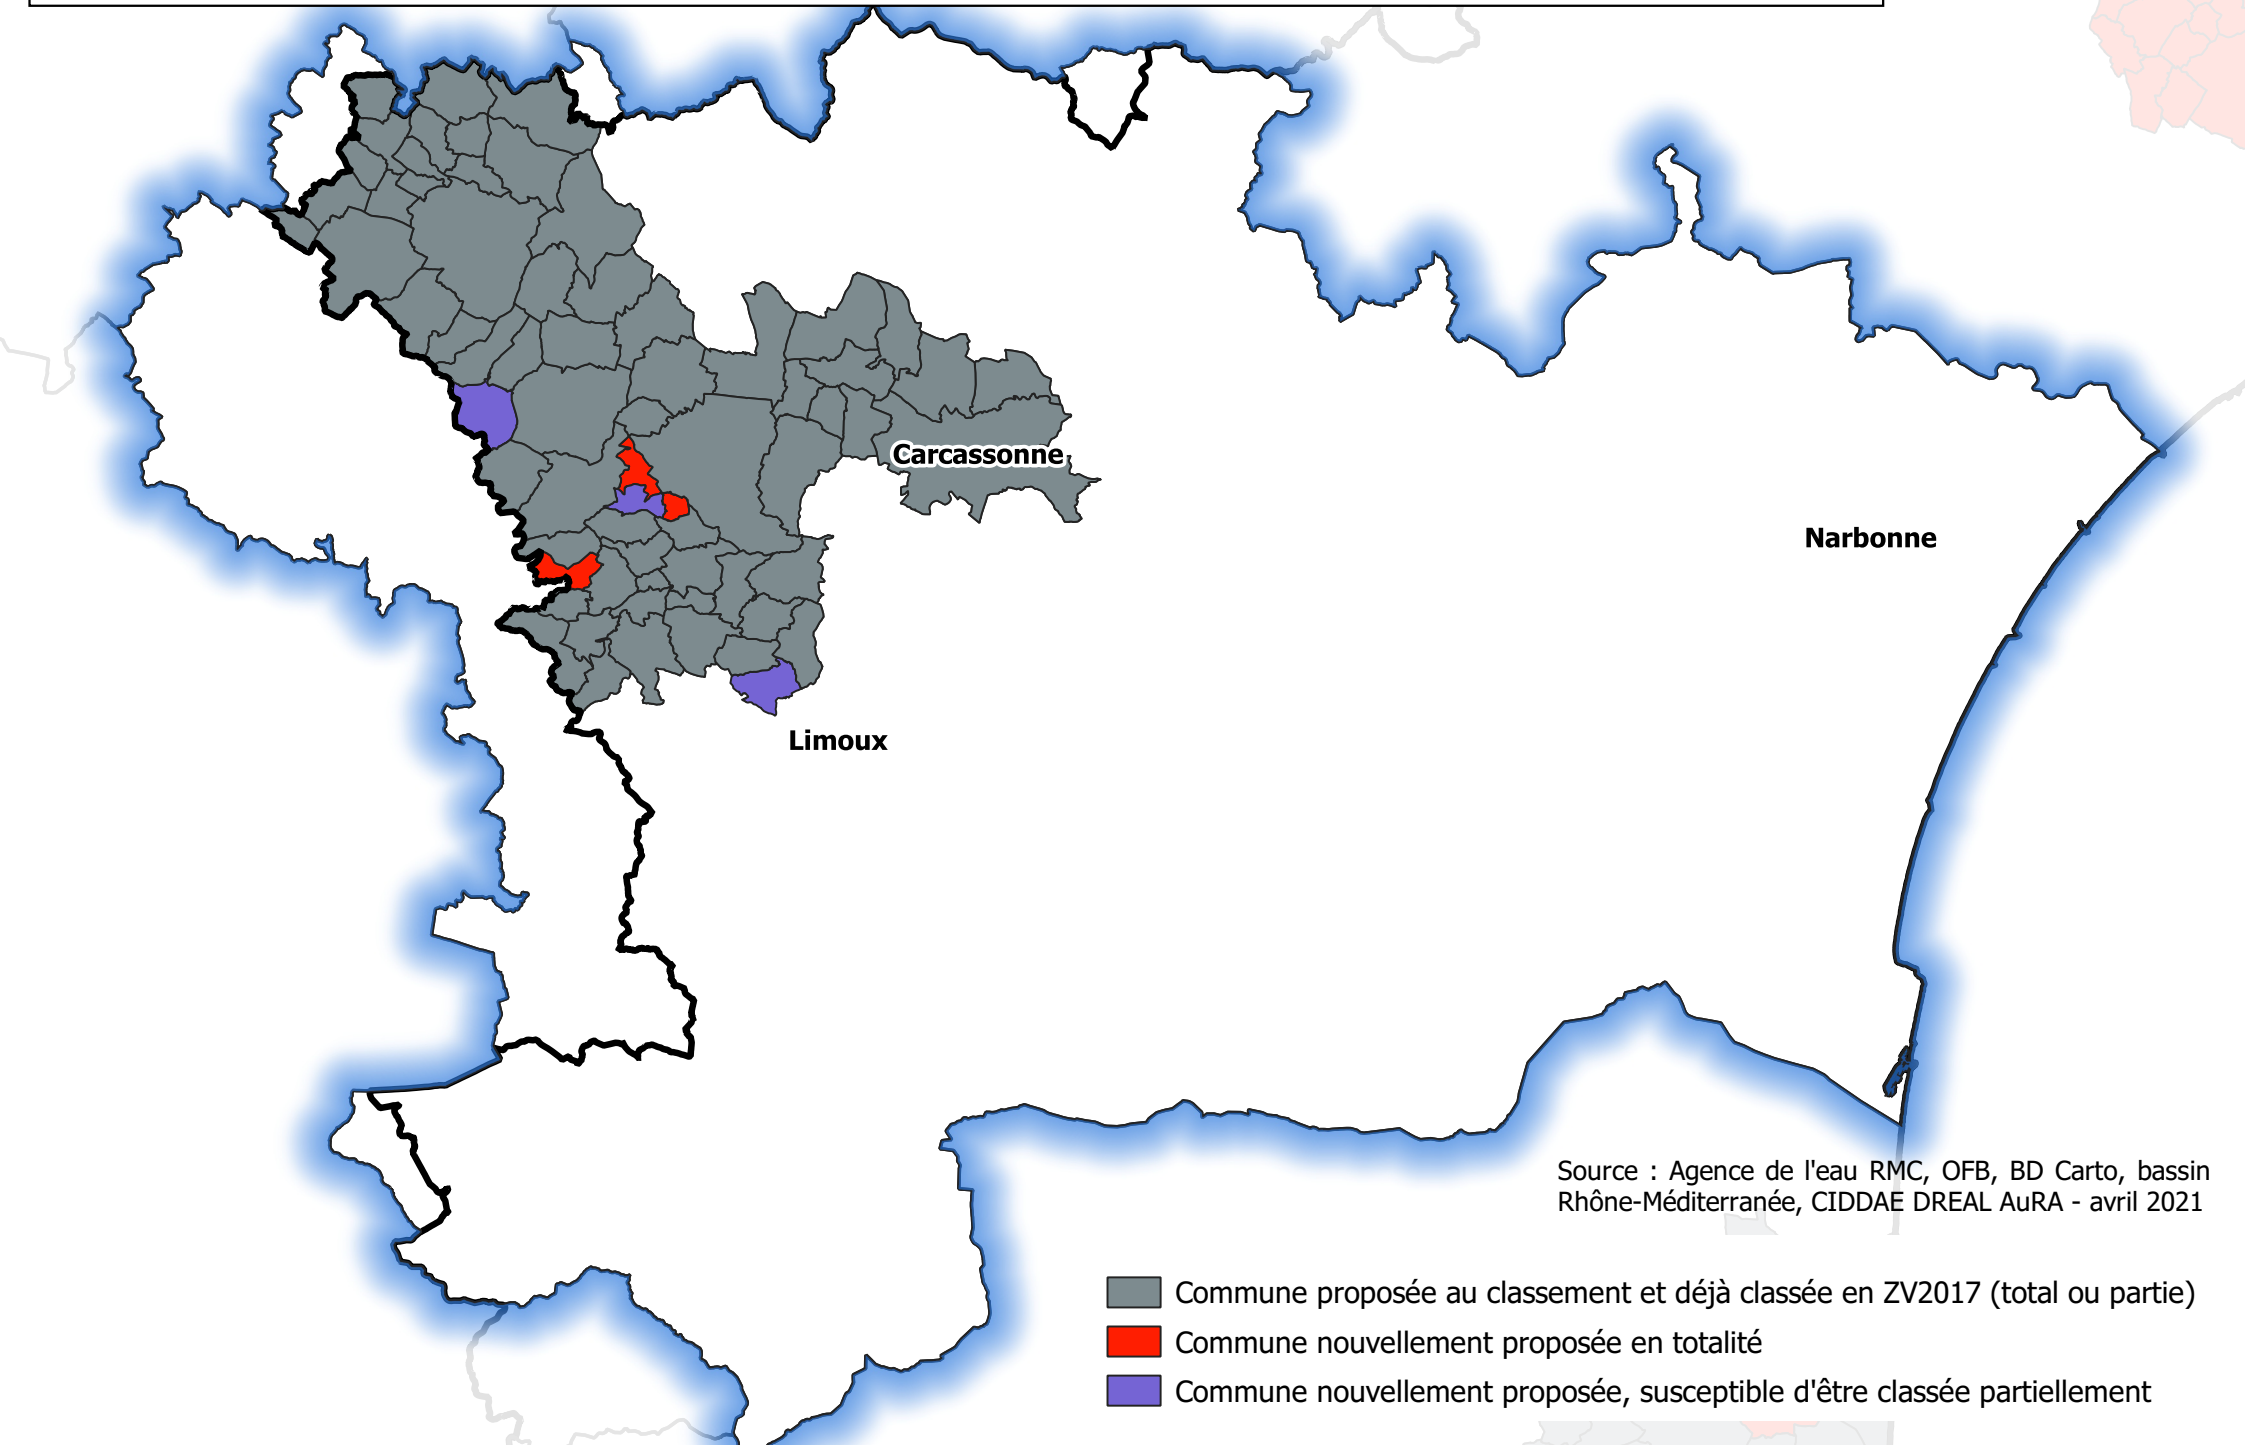 Carcassonne
Narbonne
Limoux
Source : Agence de l'eau RMC, OFB, BD Carto, bassin
Rhône-Méditerranée, CIDDAE DREAL AuRA - avril 2021
Commune proposée au classement et déjà classée en ZV2017 (total ou partie)
Commune nouvellement proposée en totalité
Commune nouvellement proposée, susceptible d'être classée partiellement